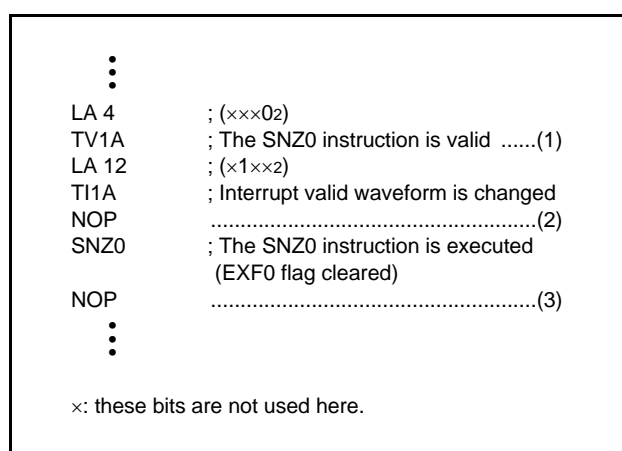 LA 4 ; (×××02)
TV1A ; The SNZ0 instruction is valid ......(1)
LA 12 ; (×1××2)
TI1A ; Interrupt valid waveform is changed
NOP ........................................................(2)
SNZ0 ; The SNZ0 instruction is executed
(EXF0 flag cleared)
NOP ........................................................(3)
×: these bits are not used here.